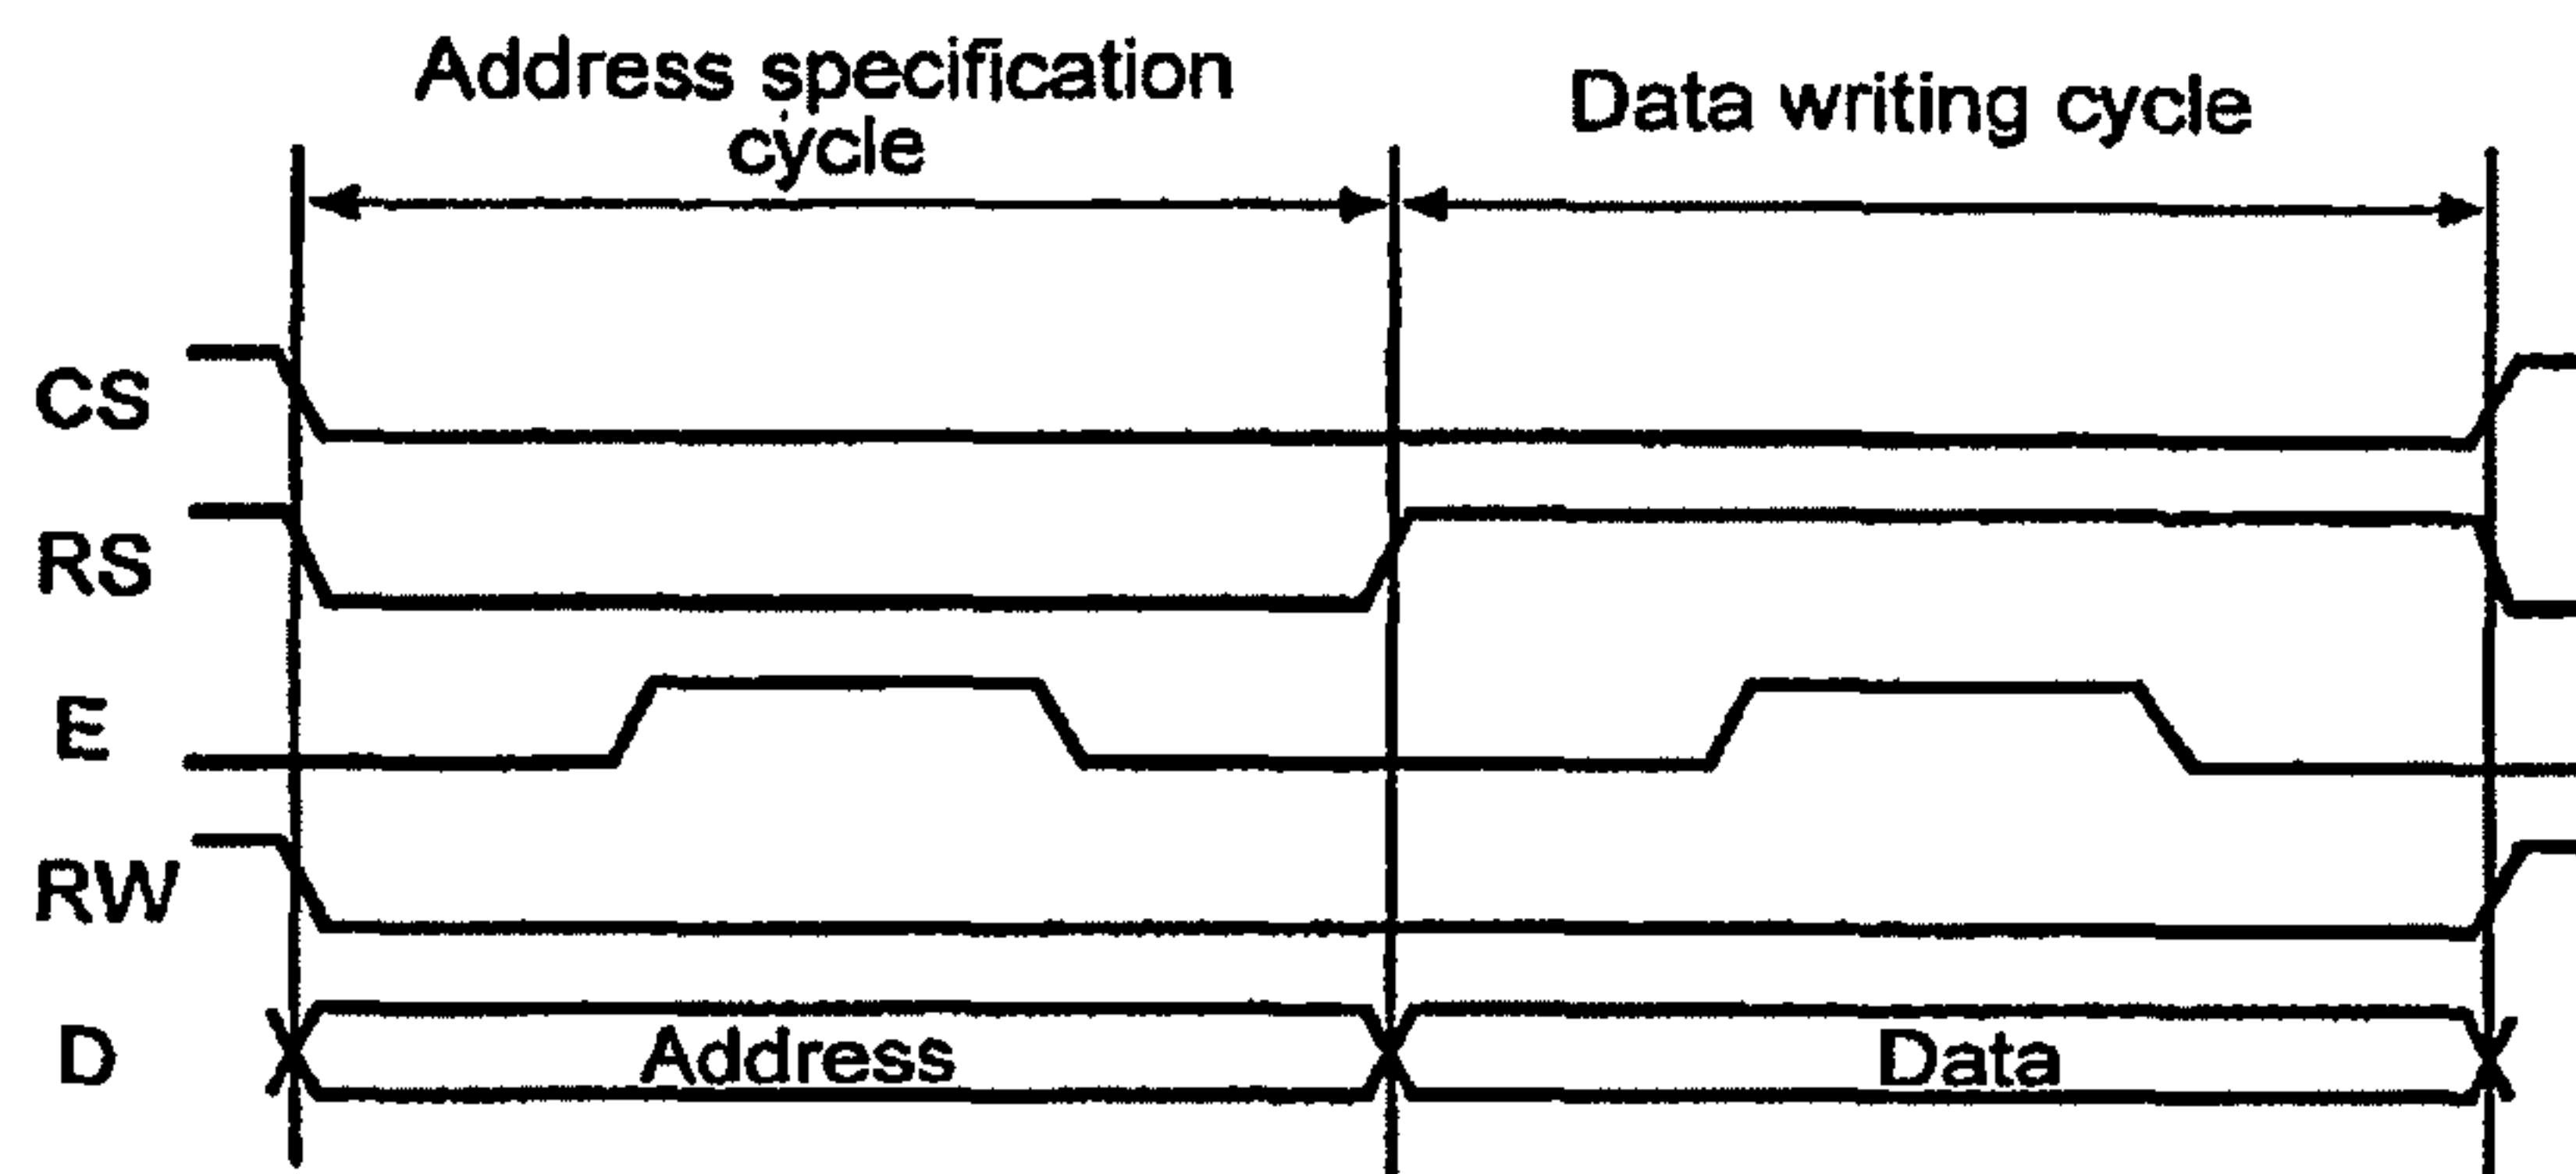 Address specification
cycle
Data writing cycle
CS
RS
E
RW
D
Address
Data